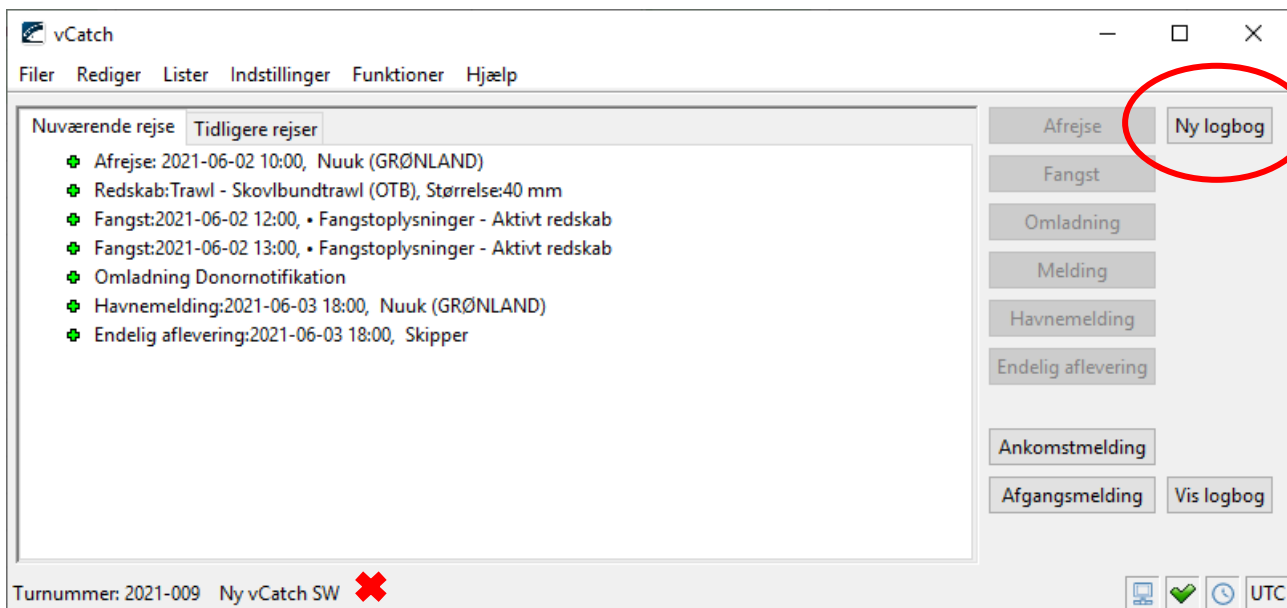 vCatch
Filer Rediger Lister Indstillinger Funktioner Hjælp
Nuværende rejse Tidligere rejser
Afrejse: 2021-06-02 10:00, Nuuk (GRØNLAND)
Redskab:Trawl - Skovlbundtrawl (OTB), Størrelse:40 mm
Fangst:2021-06-02 12:00, • Fangstoplysninger - Aktivt redskab
Fangst:2021-06-02 13:00, • Fangstoplysninger - Aktivt redskab
Omladning Donornotifikation
Havnemelding:2021-06-03 18:00, Nuuk (GRØNLAND)
Endelig aflevering:2021-06-03 18:00, Skipper
Afrejse Ny logbog
Fangst
Omladning
Melding
Havnemelding
Endelig aflevering
Ankomstmelding
Afgangsmelding Vis logbog
Turnummer: 2021-009 Ny vCatch SW UTC